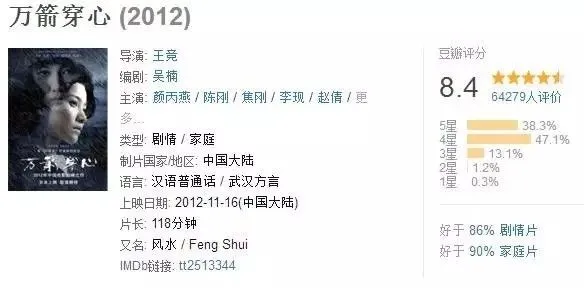 万箭穿心 (2012)
导演: 王竞
编剧: 吴楠
主演: 颜丙燕 / 陈刚 / 焦刚 / 李现 / 赵倩 / 更
多...
类型: 剧情 / 家庭
制片国家/地区: 中国大陆
语言: 汉语普通话 / 武汉方言
上映日期: 2012-11-16(中国大陆)
片长: 118分钟
又名: 风水 / Feng Shui
IMDb链接: tt2513344
万箭穿心
豆瓣评分
8.4
64279人评价
5星 38.3%
4星 47.1%
3星 13.1%
2星 1.2%
1星 0.3%
好于 86% 剧情片
好于 90% 家庭片